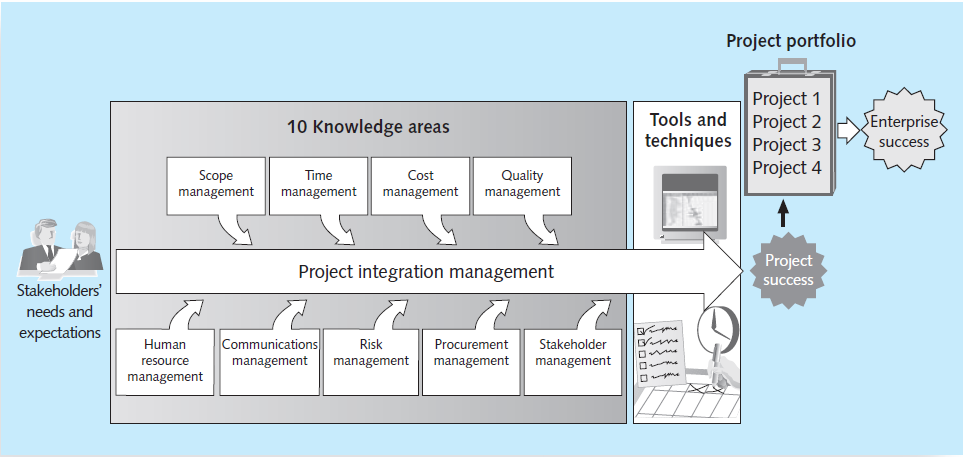 Project portfolio
Project 1
Project 2
Project 3
Project 4
Enterprise
success
10 Knowledge areas
Tools and
techniques
Scope
management
Time
management
Cost
management
Quality
management
Project integration management
Project
success
Stakeholders’
needs and
expectations
Human
resource
management
Communications
management
Risk
management
Procurement
management
Stakeholder
management